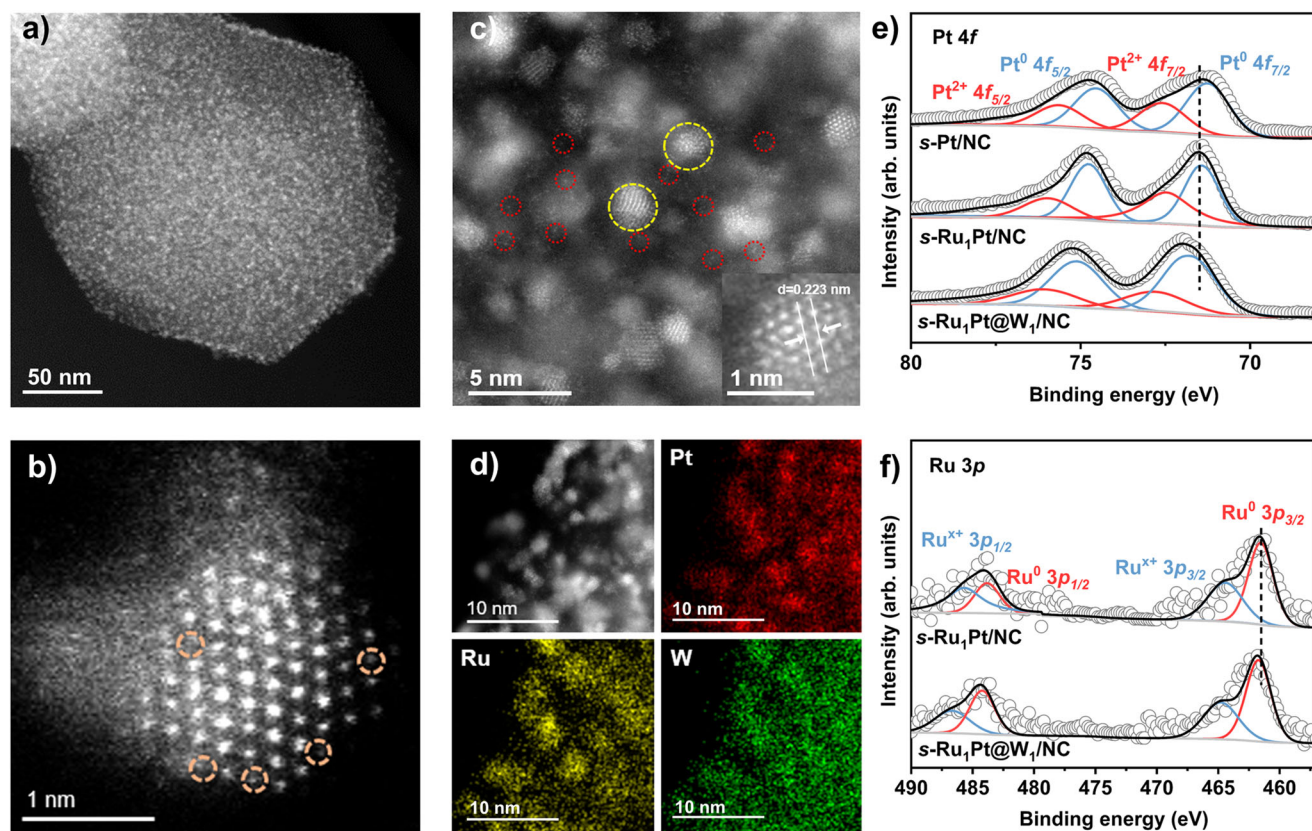 a)
50 nm
b)
1 nm
c)
d=0.223 nm
5 nm
1 nm
d)
10 nm
Pt
10 nm
Ru
10 nm
W
10 nm
e)
Pt 4f
Pt⁰ 4f5/2
Pt²⁺ 4f7/2
Pt⁰ 4f7/2
Pt²⁺ 4f5/2
s-Pt/NC
s-Ru₁Pt/NC
s-Ru₁Pt@W₁/NC
Intensity (arb. units)
80
75
70
Binding energy (eV)
f)
Ru 3p
Ru⁰ 3p3/2
Ruˣ⁺ 3p1/2
Ruˣ⁺ 3p3/2
Ru⁰ 3p1/2
s-Ru₁Pt/NC
s-Ru₁Pt@W₁/NC
Intensity (arb. units)
490
485
480
475
470
465
460
Binding energy (eV)